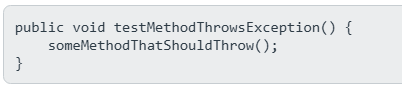 public void testMethodThrowsException() {
    someMethodThatShouldThrow();
}